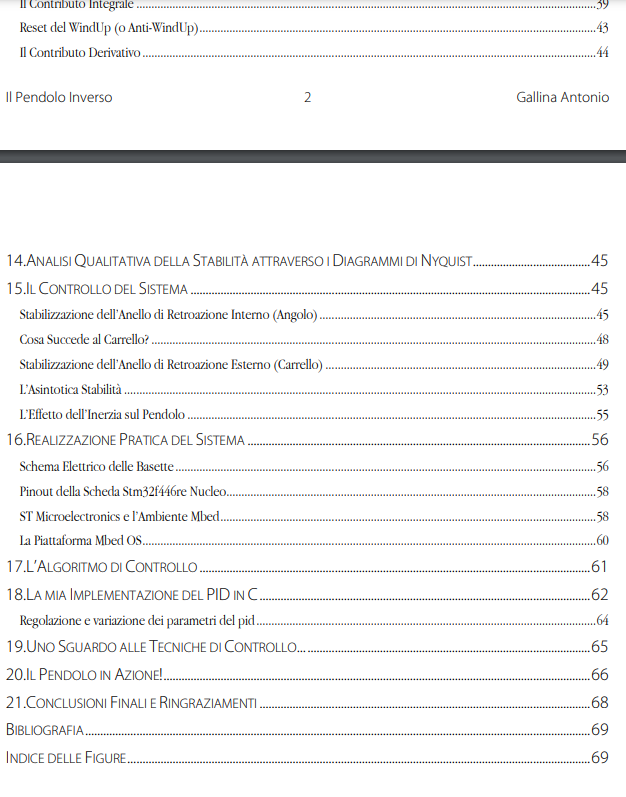 Il Contributo Integrale ... 39
Reset del WindUp (o Anti-WindUp) ... 43
Il Contributo Derivativo ... 44
Il Pendolo Inverso 2 Gallina Antonio
14.Analisi Qualitativa della Stabilità attraverso i Diagrammi di Nyquist ... 45
15.Il Controllo del Sistema ... 45
Stabilizzazione dell'Anello di Retroazione Interno (Angolo) ... 45
Cosa Succede al Carrello? ... 48
Stabilizzazione dell'Anello di Retroazione Esterno (Carrello) ... 49
L'Asintotica Stabilità ... 53
L'Effetto dell'Inerzia sul Pendolo ... 55
16.Realizzazione Pratica del Sistema ... 56
Schema Elettrico delle Basette ... 56
Pinout della Scheda Stm32f446re Nucleo ... 58
ST Microelectronics e l'Ambiente Mbed ... 58
La Piattaforma Mbed OS ... 60
17.L'Algoritmo di Controllo ... 61
18.La mia Implementazione del PID in C ... 62
Regolazione e variazione dei parametri del pid ... 64
19.Uno Sguardo alle Tecniche di Controllo... ... 65
20.Il Pendolo in Azione! ... 66
21.Conclusioni Finali e Ringraziamenti ... 68
Bibliografia ... 69
Indice delle Figure ... 69